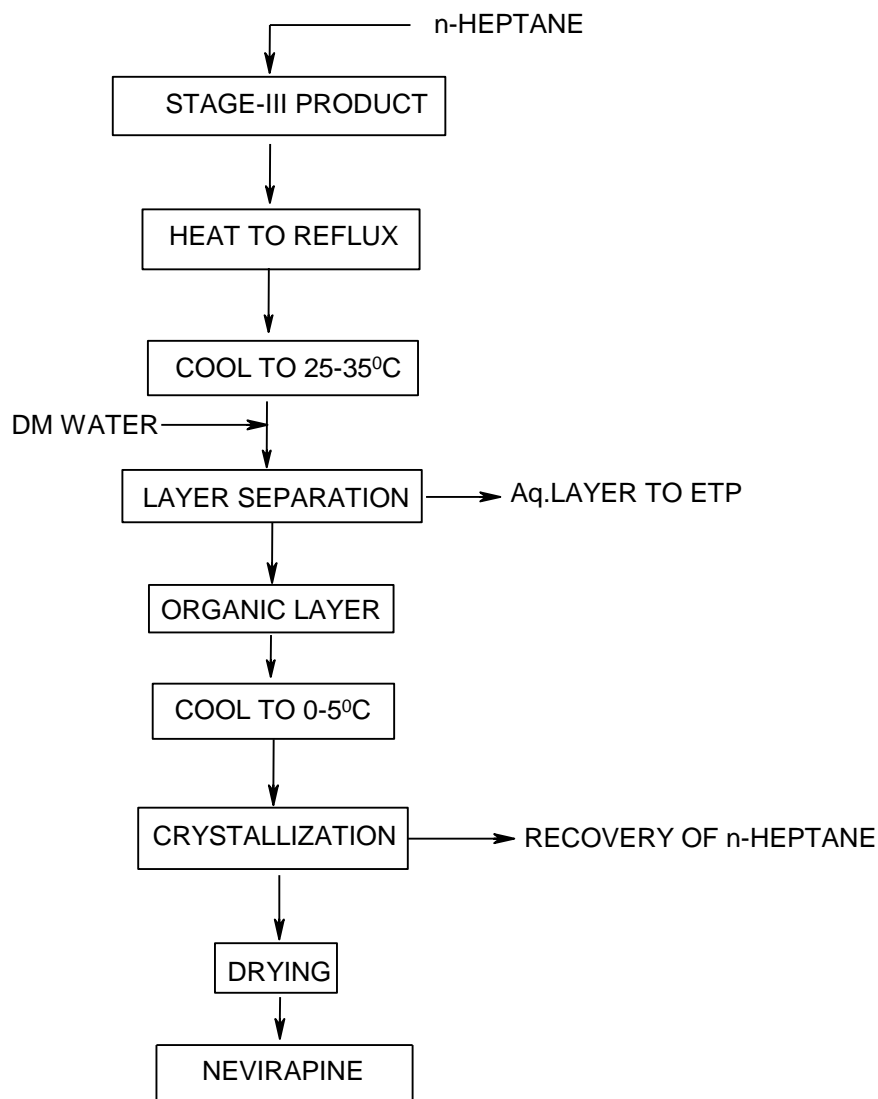 n-HEPTANE
STAGE-III PRODUCT
HEAT TO REFLUX
COOL TO 25-35⁰C
DM WATER
LAYER SEPARATION
Aq.LAYER TO ETP
ORGANIC LAYER
COOL TO 0-5⁰C
CRYSTALLIZATION
RECOVERY OF n-HEPTANE
DRYING
NEVIRAPINE